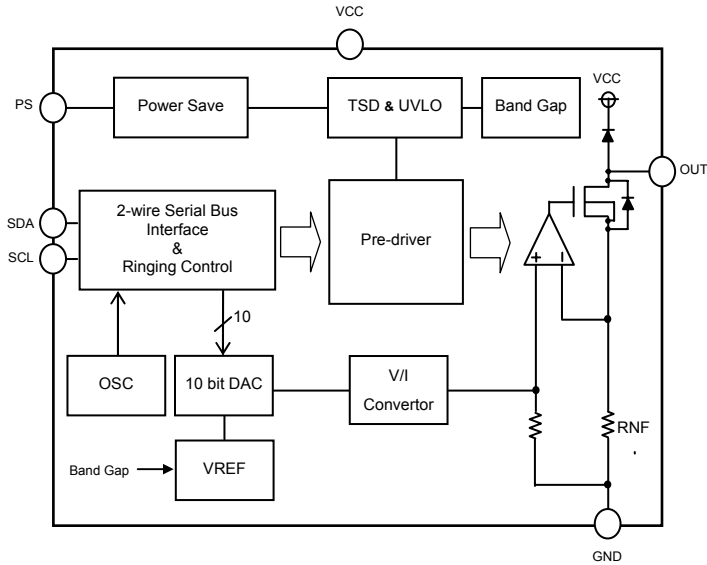 VCC
PS
Power Save
TSD & UVLO
Band Gap
VCC
OUT
SDA
SCL
2-wire Serial Bus
Interface
&
Ringing Control
Pre-driver
+
−
10
OSC
10 bit DAC
V/I
Convertor
RNF
Band Gap
VREF
GND